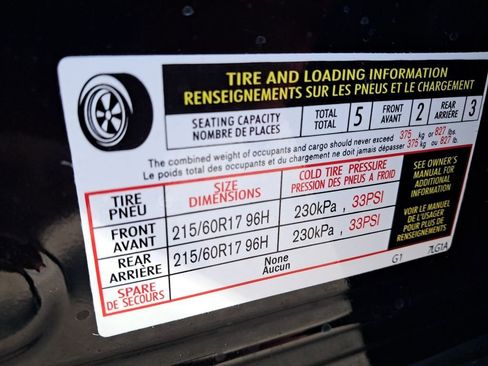 TIRE AND LOADING INFORMATION
RENSEIGNEMENTS SUR LES PNEUS ET LE CHARGEMENT
SEATING CAPACITY
NOMBRE DE PLACES
TOTAL
TOTAL
5
FRONT
AVANT
2
REAR
ARRIÈRE
3
The combined weight of occupants and cargo should never exceed 375 kg or 827 lbs.
Le poids total des occupants et du chargement ne doit jamais dépasser 375 kg ou 827 lb.
TIRE
PNEU
SIZE
DIMENSIONS
COLD TIRE PRESSURE
PRESSION DES PNEUS A FROID
FRONT
AVANT
215/60R17 96H
230kPa , 33PSI
REAR
ARRIÈRE
215/60R17 96H
230kPa , 33PSI
SPARE
DE SECOURS
None
Aucun
SEE OWNER'S
MANUAL FOR
ADDITIONAL
INFORMATION
VOIR LE MANUEL
DE L'USAGER
POUR PLUS DE
RENSEIGNEMENTS
G1
7LG1A